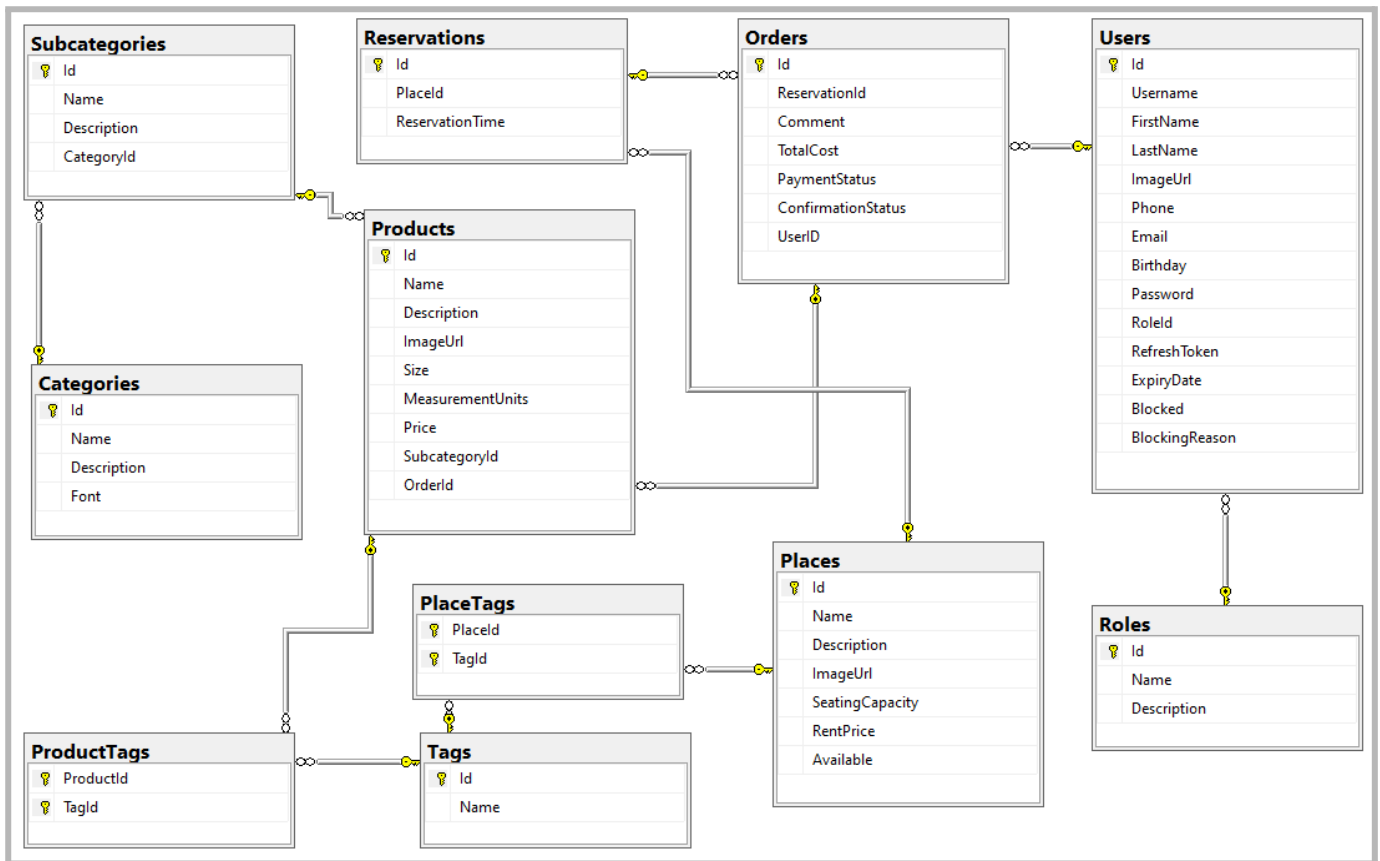 Subcategories
Id
Name
Description
CategoryId
Reservations
Id
PlaceId
ReservationTime
Orders
Id
ReservationId
Comment
TotalCost
PaymentStatus
ConfirmationStatus
UserID
Users
Id
Username
FirstName
LastName
ImageUrl
Phone
Email
Birthday
Password
RoleId
RefreshToken
ExpiryDate
Blocked
BlockingReason
Products
Id
Name
Description
ImageUrl
Size
MeasurementUnits
Price
SubcategoryId
OrderId
Categories
Id
Name
Description
Font
Places
Id
Name
Description
ImageUrl
SeatingCapacity
RentPrice
Available
PlaceTags
PlaceId
TagId
Roles
Id
Name
Description
ProductTags
ProductId
TagId
Tags
Id
Name